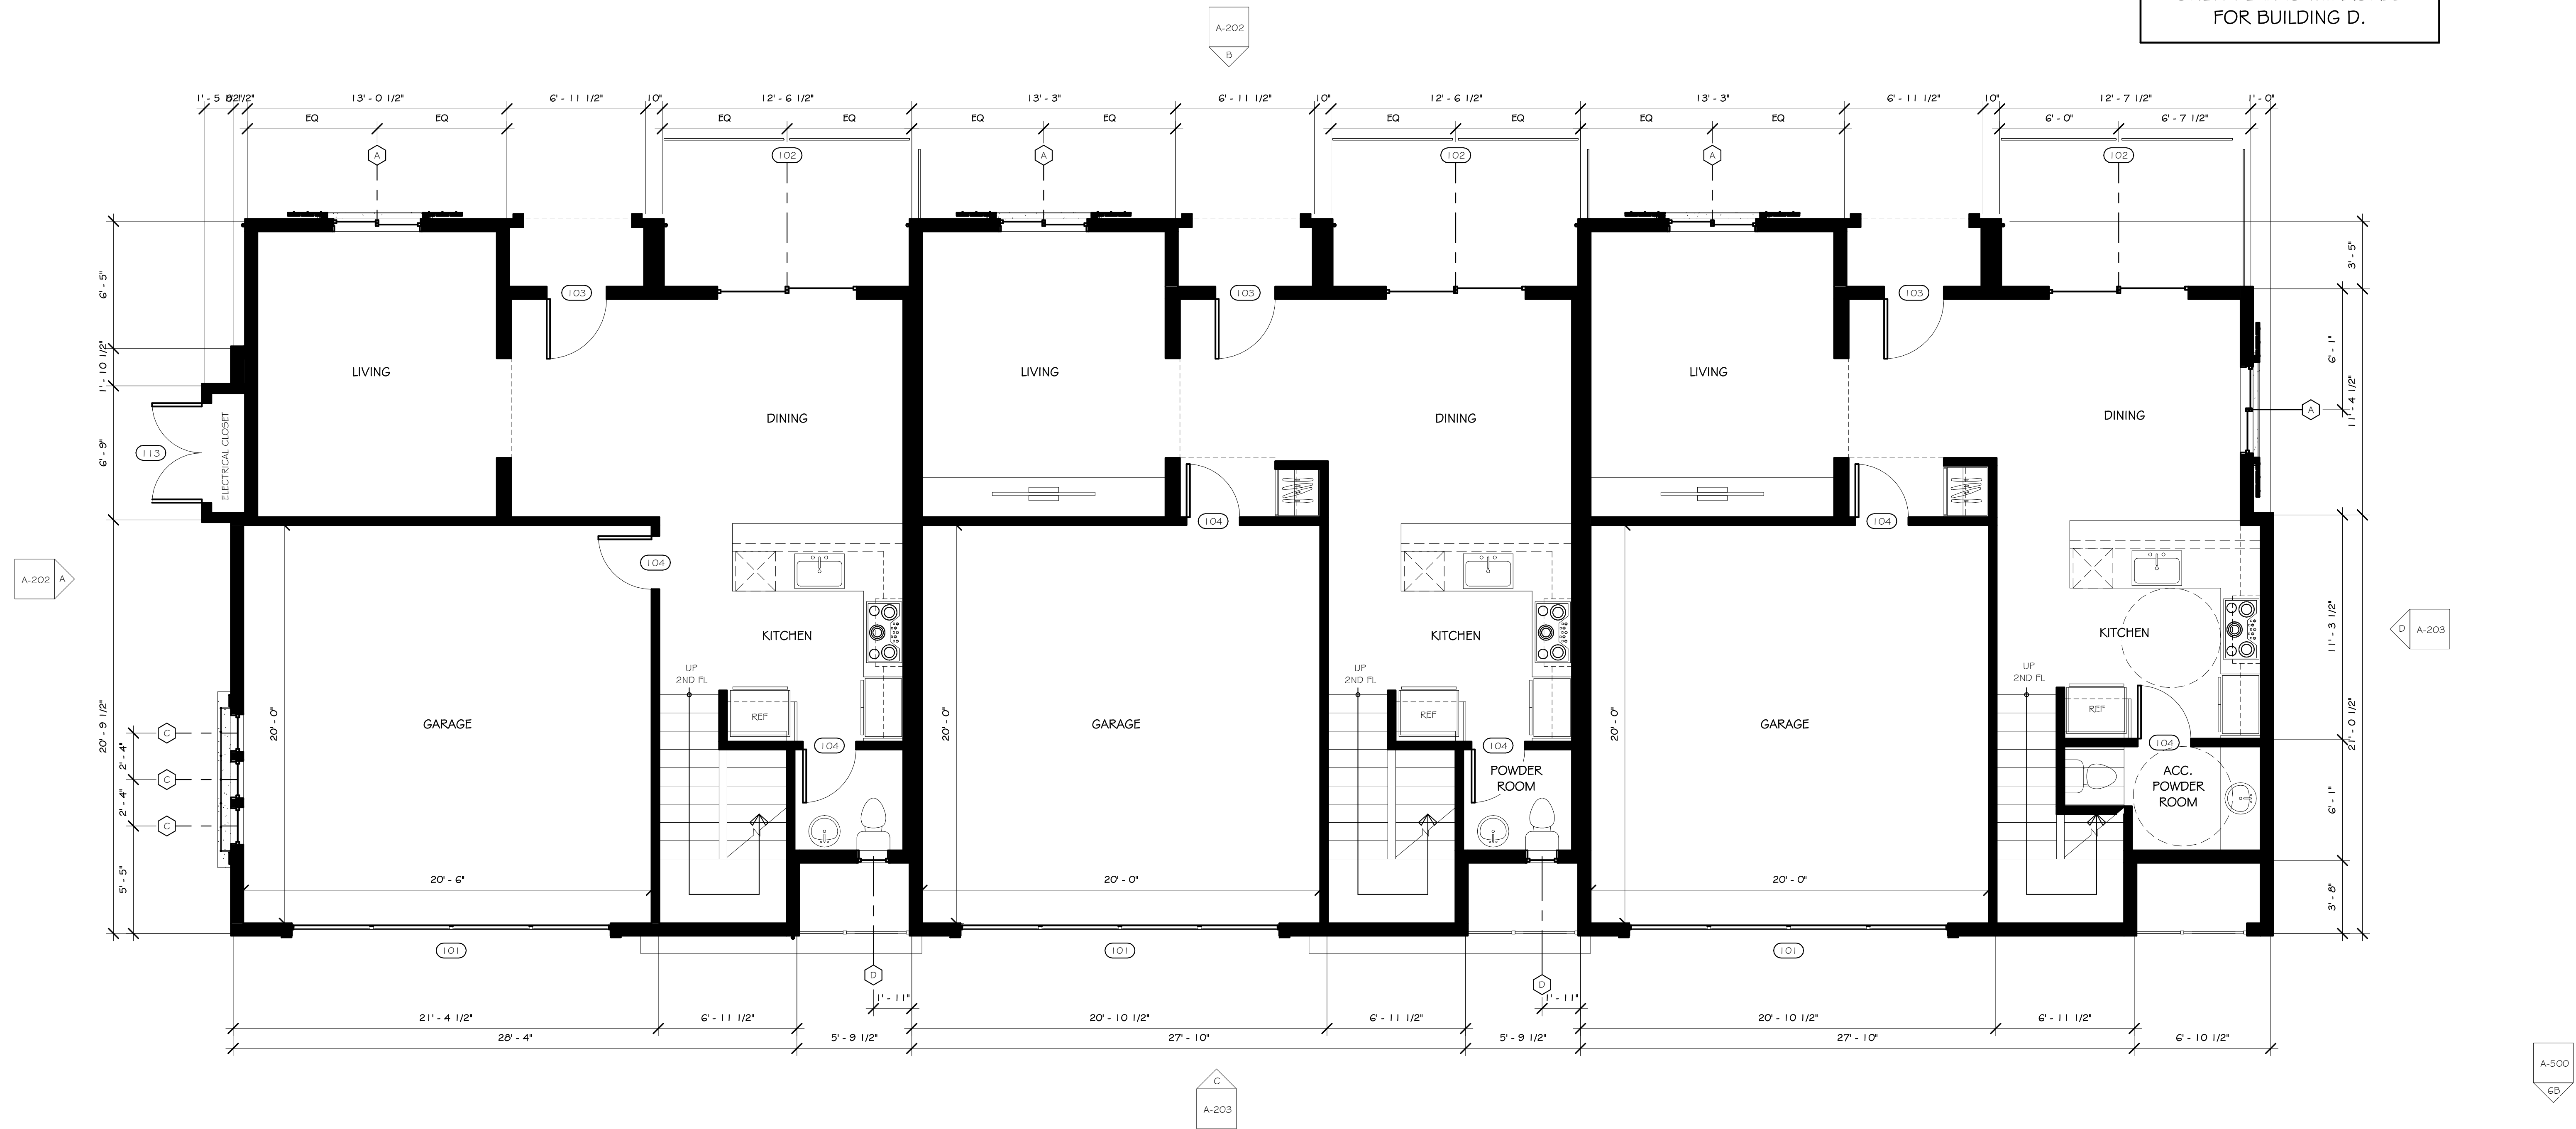 FOR BUILDING D.
A-202
B
13' - 0 1/2"
6' - 11 1/2"
10"
12' - 6 1/2"
13' - 3"
6' - 11 1/2"
10"
12' - 6 1/2"
13' - 3"
6' - 11 1/2"
10"
12' - 7 1/2"
1' - 0"
EQ
EQ
EQ
EQ
EQ
EQ
EQ
EQ
EQ
EQ
6' - 0"
6' - 7 1/2"
A
102
A
102
A
102
6' - 5"
1' - 10 1/2"
6' - 9"
20' - 9 1/2"
2' - 4"
2' - 4"
5' - 5"
3' - 5"
6' - 1"
11' - 4 1/2"
11' - 3 1/2"
21' - 0 1/2"
6' - 1"
3' - 8"
103
103
103
LIVING
LIVING
LIVING
DINING
DINING
DINING
A
113
ELECTRICAL CLOSET
104
104
104
A-202
A
D
A-203
KITCHEN
KITCHEN
KITCHEN
UP
2ND FL
UP
2ND FL
UP
2ND FL
REF
REF
REF
GARAGE
GARAGE
GARAGE
20' - 0"
20' - 0"
20' - 0"
C
C
C
104
104
104
POWDER
ROOM
ACC.
POWDER
ROOM
20' - 6"
20' - 0"
20' - 0"
101
101
101
D
D
1' - 11"
1' - 11"
21' - 4 1/2"
6' - 11 1/2"
20' - 10 1/2"
6' - 11 1/2"
20' - 10 1/2"
6' - 11 1/2"
28' - 4"
5' - 9 1/2"
27' - 10"
5' - 9 1/2"
27' - 10"
6' - 10 1/2"
C
A-203
A-500
6B